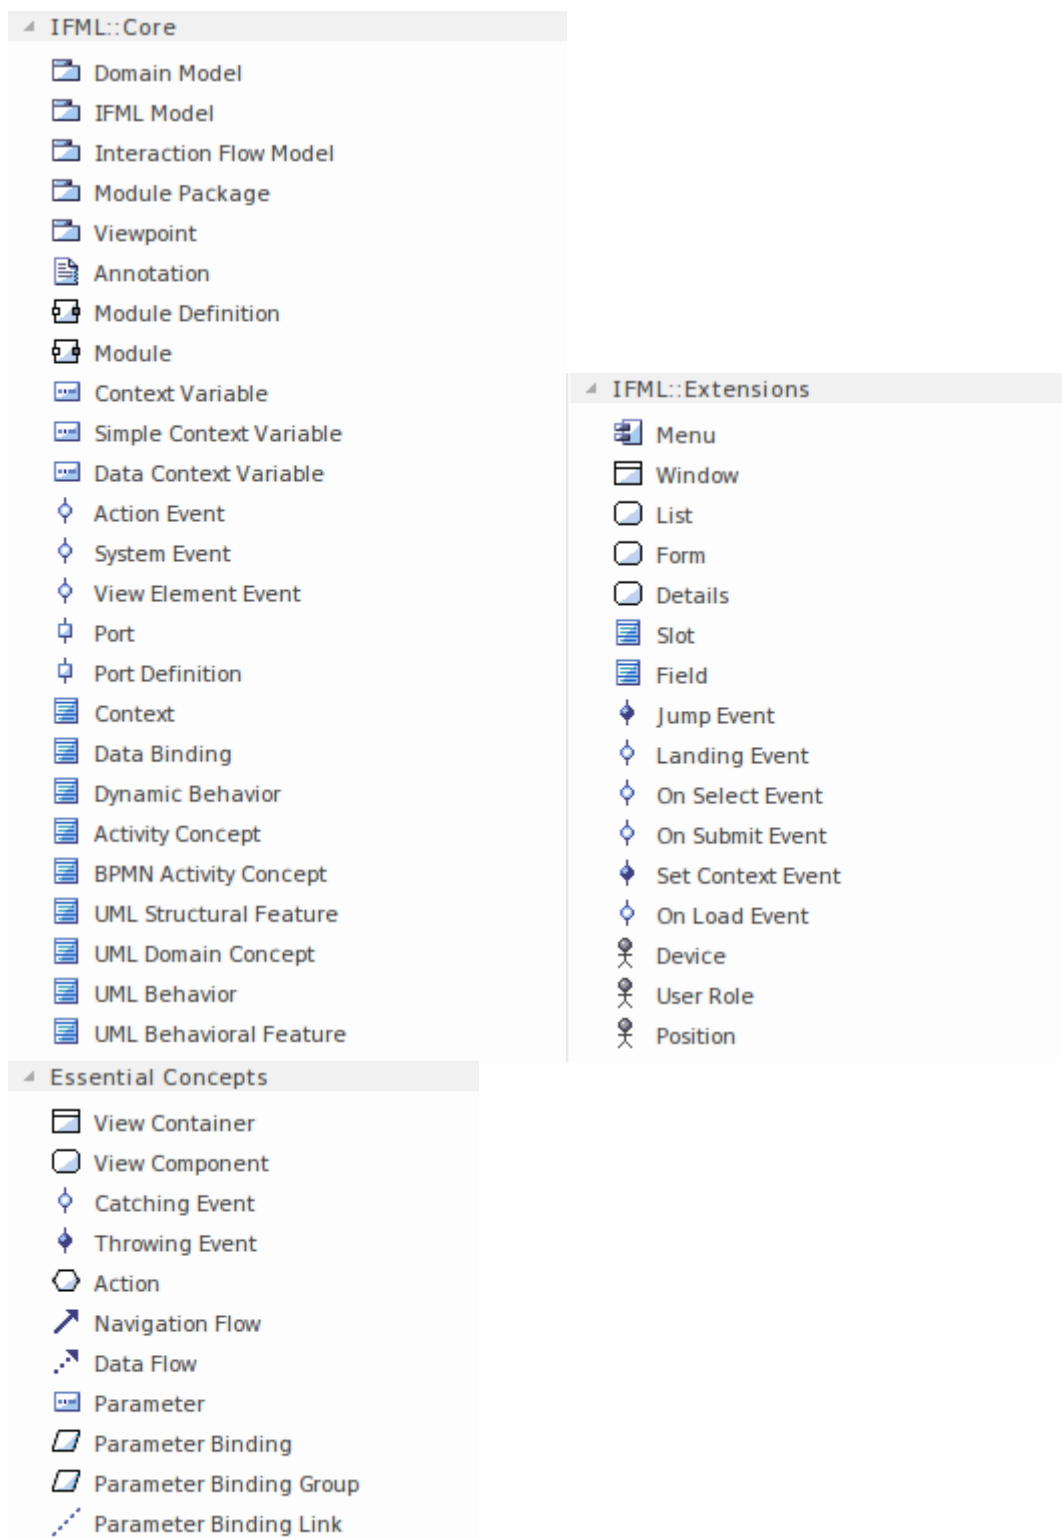 IFML::Core
Domain Model
IFML Model
Interaction Flow Model
Module Package
Viewpoint
Annotation
Module Definition
Module
Context Variable
Simple Context Variable
Data Context Variable
Action Event
System Event
View Element Event
Port
Port Definition
Context
Data Binding
Dynamic Behavior
Activity Concept
BPMN Activity Concept
UML Structural Feature
UML Domain Concept
UML Behavior
UML Behavioral Feature
IFML::Extensions
Menu
Window
List
Form
Details
Slot
Field
Jump Event
Landing Event
On Select Event
On Submit Event
Set Context Event
On Load Event
Device
User Role
Position
Essential Concepts
View Container
View Component
Catching Event
Throwing Event
Action
Navigation Flow
Data Flow
Parameter
Parameter Binding
Parameter Binding Group
Parameter Binding Link